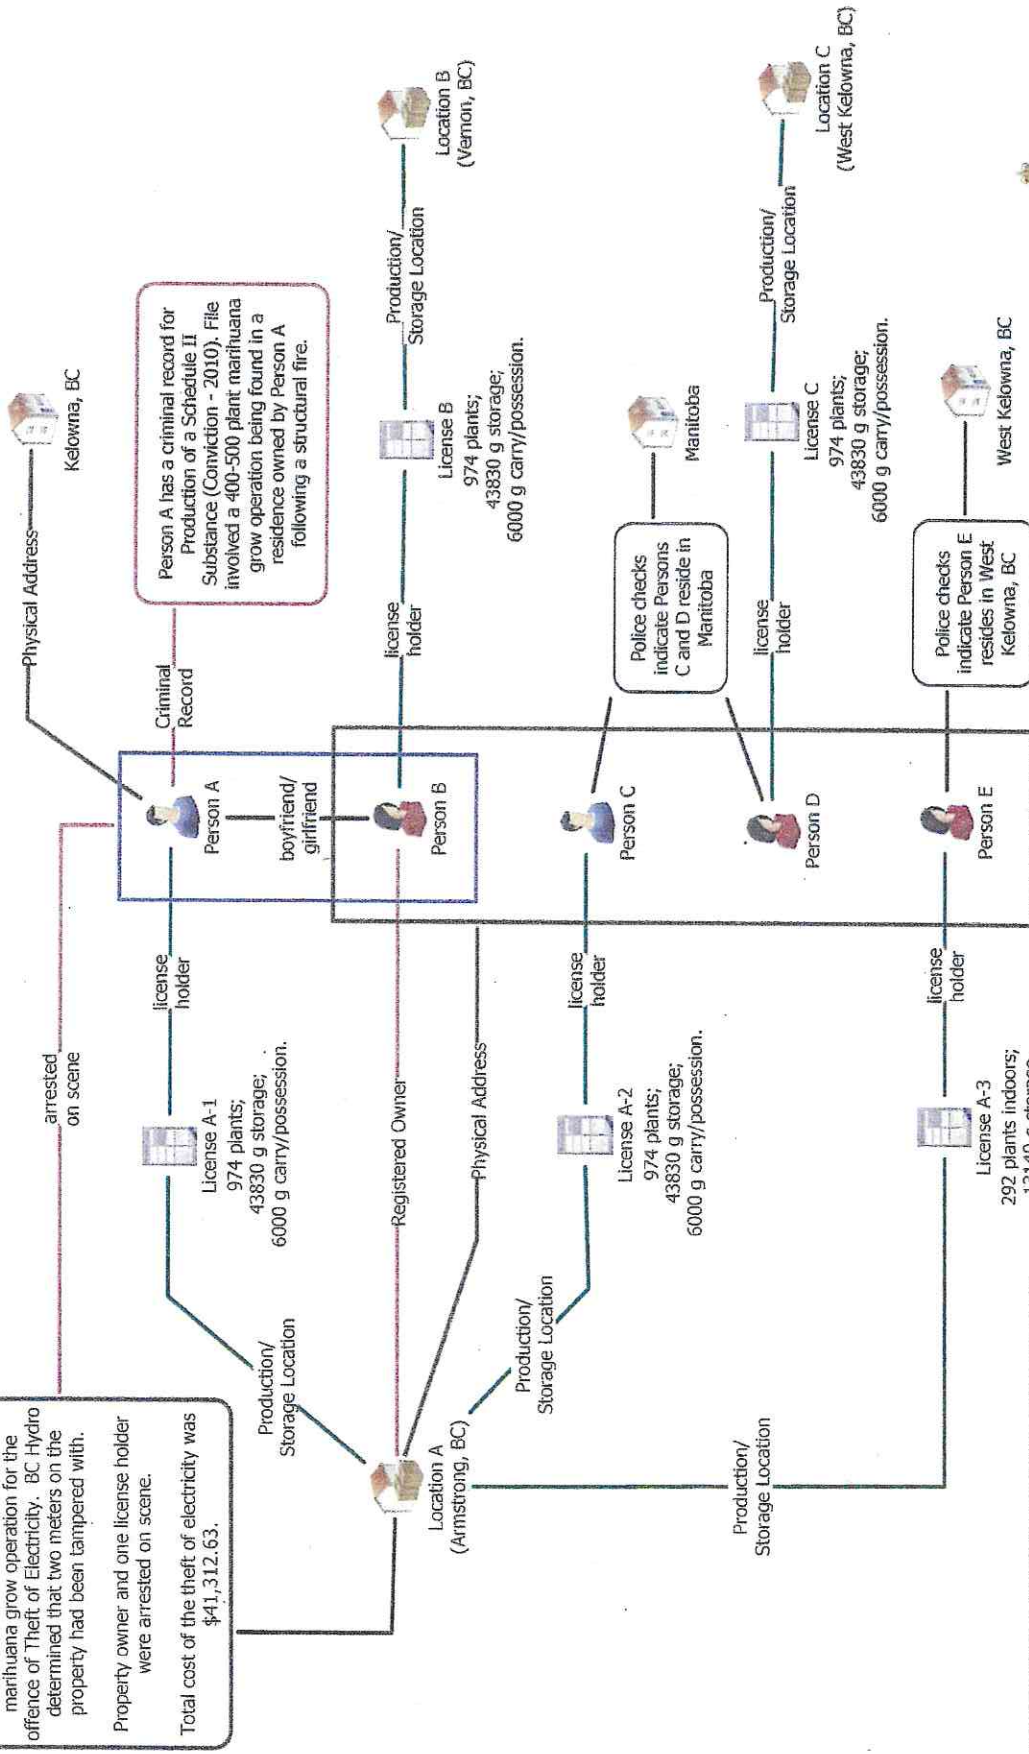 marihuana grow operation for the
offence of Theft of Electricity. BC Hydro
determined that two meters on the
property had been tampered with.
Property owner and one license holder
were arrested on scene.
Total cost of the theft of electricity was
$41,312.63.
arrested
on scene
Physical Address
Kelowna, BC
Person A
Criminal
Record
Person A has a criminal record for
Production of a Schedule II
Substance (Conviction - 2010). File
involved a 400-500 plant marihuana
grow operation being found in a
residence owned by Person A
following a structural fire.
license
holder
License A-1
974 plants;
43830 g storage;
6000 g carry/possession.
Production/
Storage Location
boyfriend/
girlfriend
Location A
(Armstrong, BC)
Registered Owner
Person B
license
holder
License B
974 plants;
43830 g storage;
6000 g carry/possession.
Production/
Storage Location
Location B
(Vernon, BC)
Physical Address
Production/
Storage Location
License A-2
974 plants;
43830 g storage;
6000 g carry/possession.
license
holder
Person C
Police checks
indicate Persons
C and D reside in
Manitoba
Manitoba
Person D
license
holder
License C
974 plants;
43830 g storage;
6000 g carry/possession.
Production/
Storage Location
Location C
(West Kelowna, BC)
Production/
Storage Location
License A-3
292 plants indoors;
license
holder
Person E
Police checks
indicate Person E
resides in West
Kelowna, BC
West Kelowna, BC